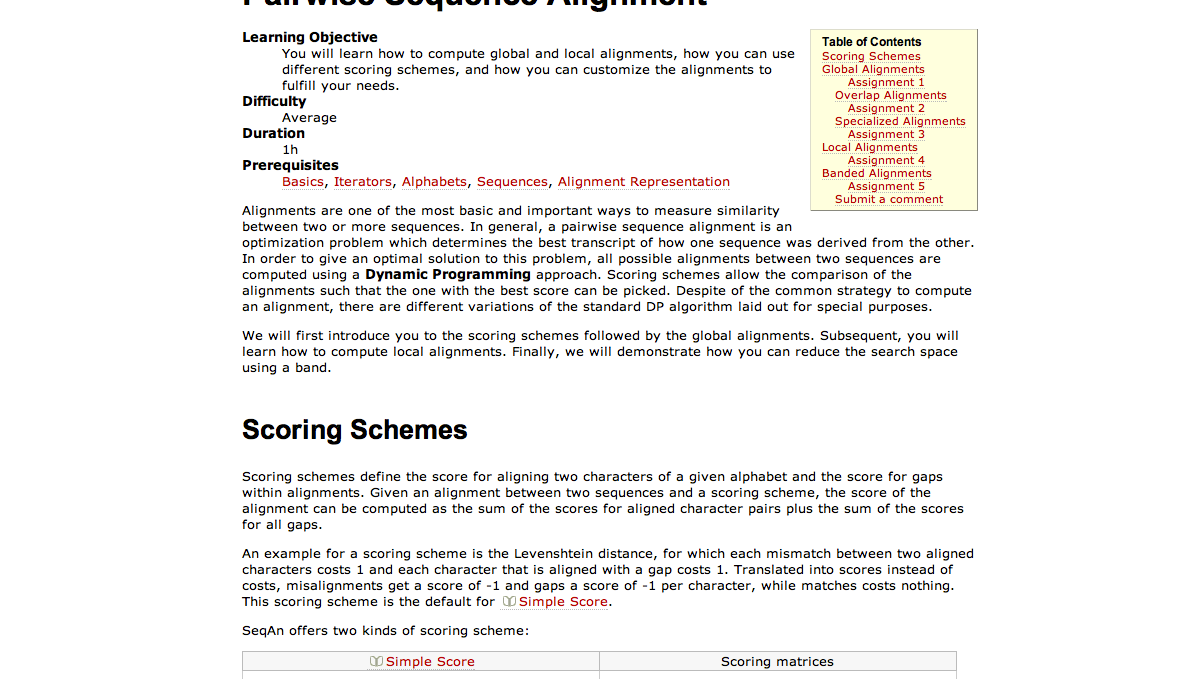 Pairwise Sequence Alignment
Learning Objective
You will learn how to compute global and local alignments, how you can use
different scoring schemes, and how you can customize the alignments to
fulfill your needs.
Difficulty
Average
Duration
1h
Prerequisites
Basics, Iterators, Alphabets, Sequences, Alignment Representation
Table of Contents
Scoring Schemes
Global Alignments
Assignment 1
Overlap Alignments
Assignment 2
Specialized Alignments
Assignment 3
Local Alignments
Assignment 4
Banded Alignments
Assignment 5
Submit a comment
Alignments are one of the most basic and important ways to measure similarity
between two or more sequences. In general, a pairwise sequence alignment is an
optimization problem which determines the best transcript of how one sequence was derived from the other.
In order to give an optimal solution to this problem, all possible alignments between two sequences are
computed using a Dynamic Programming approach. Scoring schemes allow the comparison of the
alignments such that the one with the best score can be picked. Despite of the common strategy to compute
an alignment, there are different variations of the standard DP algorithm laid out for special purposes.
We will first introduce you to the scoring schemes followed by the global alignments. Subsequent, you will
learn how to compute local alignments. Finally, we will demonstrate how you can reduce the search space
using a band.
Scoring Schemes
Scoring schemes define the score for aligning two characters of a given alphabet and the score for gaps
within alignments. Given an alignment between two sequences and a scoring scheme, the score of the
alignment can be computed as the sum of the scores for aligned character pairs plus the sum of the scores
for all gaps.
An example for a scoring scheme is the Levenshtein distance, for which each mismatch between two aligned
characters costs 1 and each character that is aligned with a gap costs 1. Translated into scores instead of
costs, misalignments get a score of -1 and gaps a score of -1 per character, while matches costs nothing.
This scoring scheme is the default for Simple Score.
SeqAn offers two kinds of scoring scheme:
Simple Score
Scoring matrices